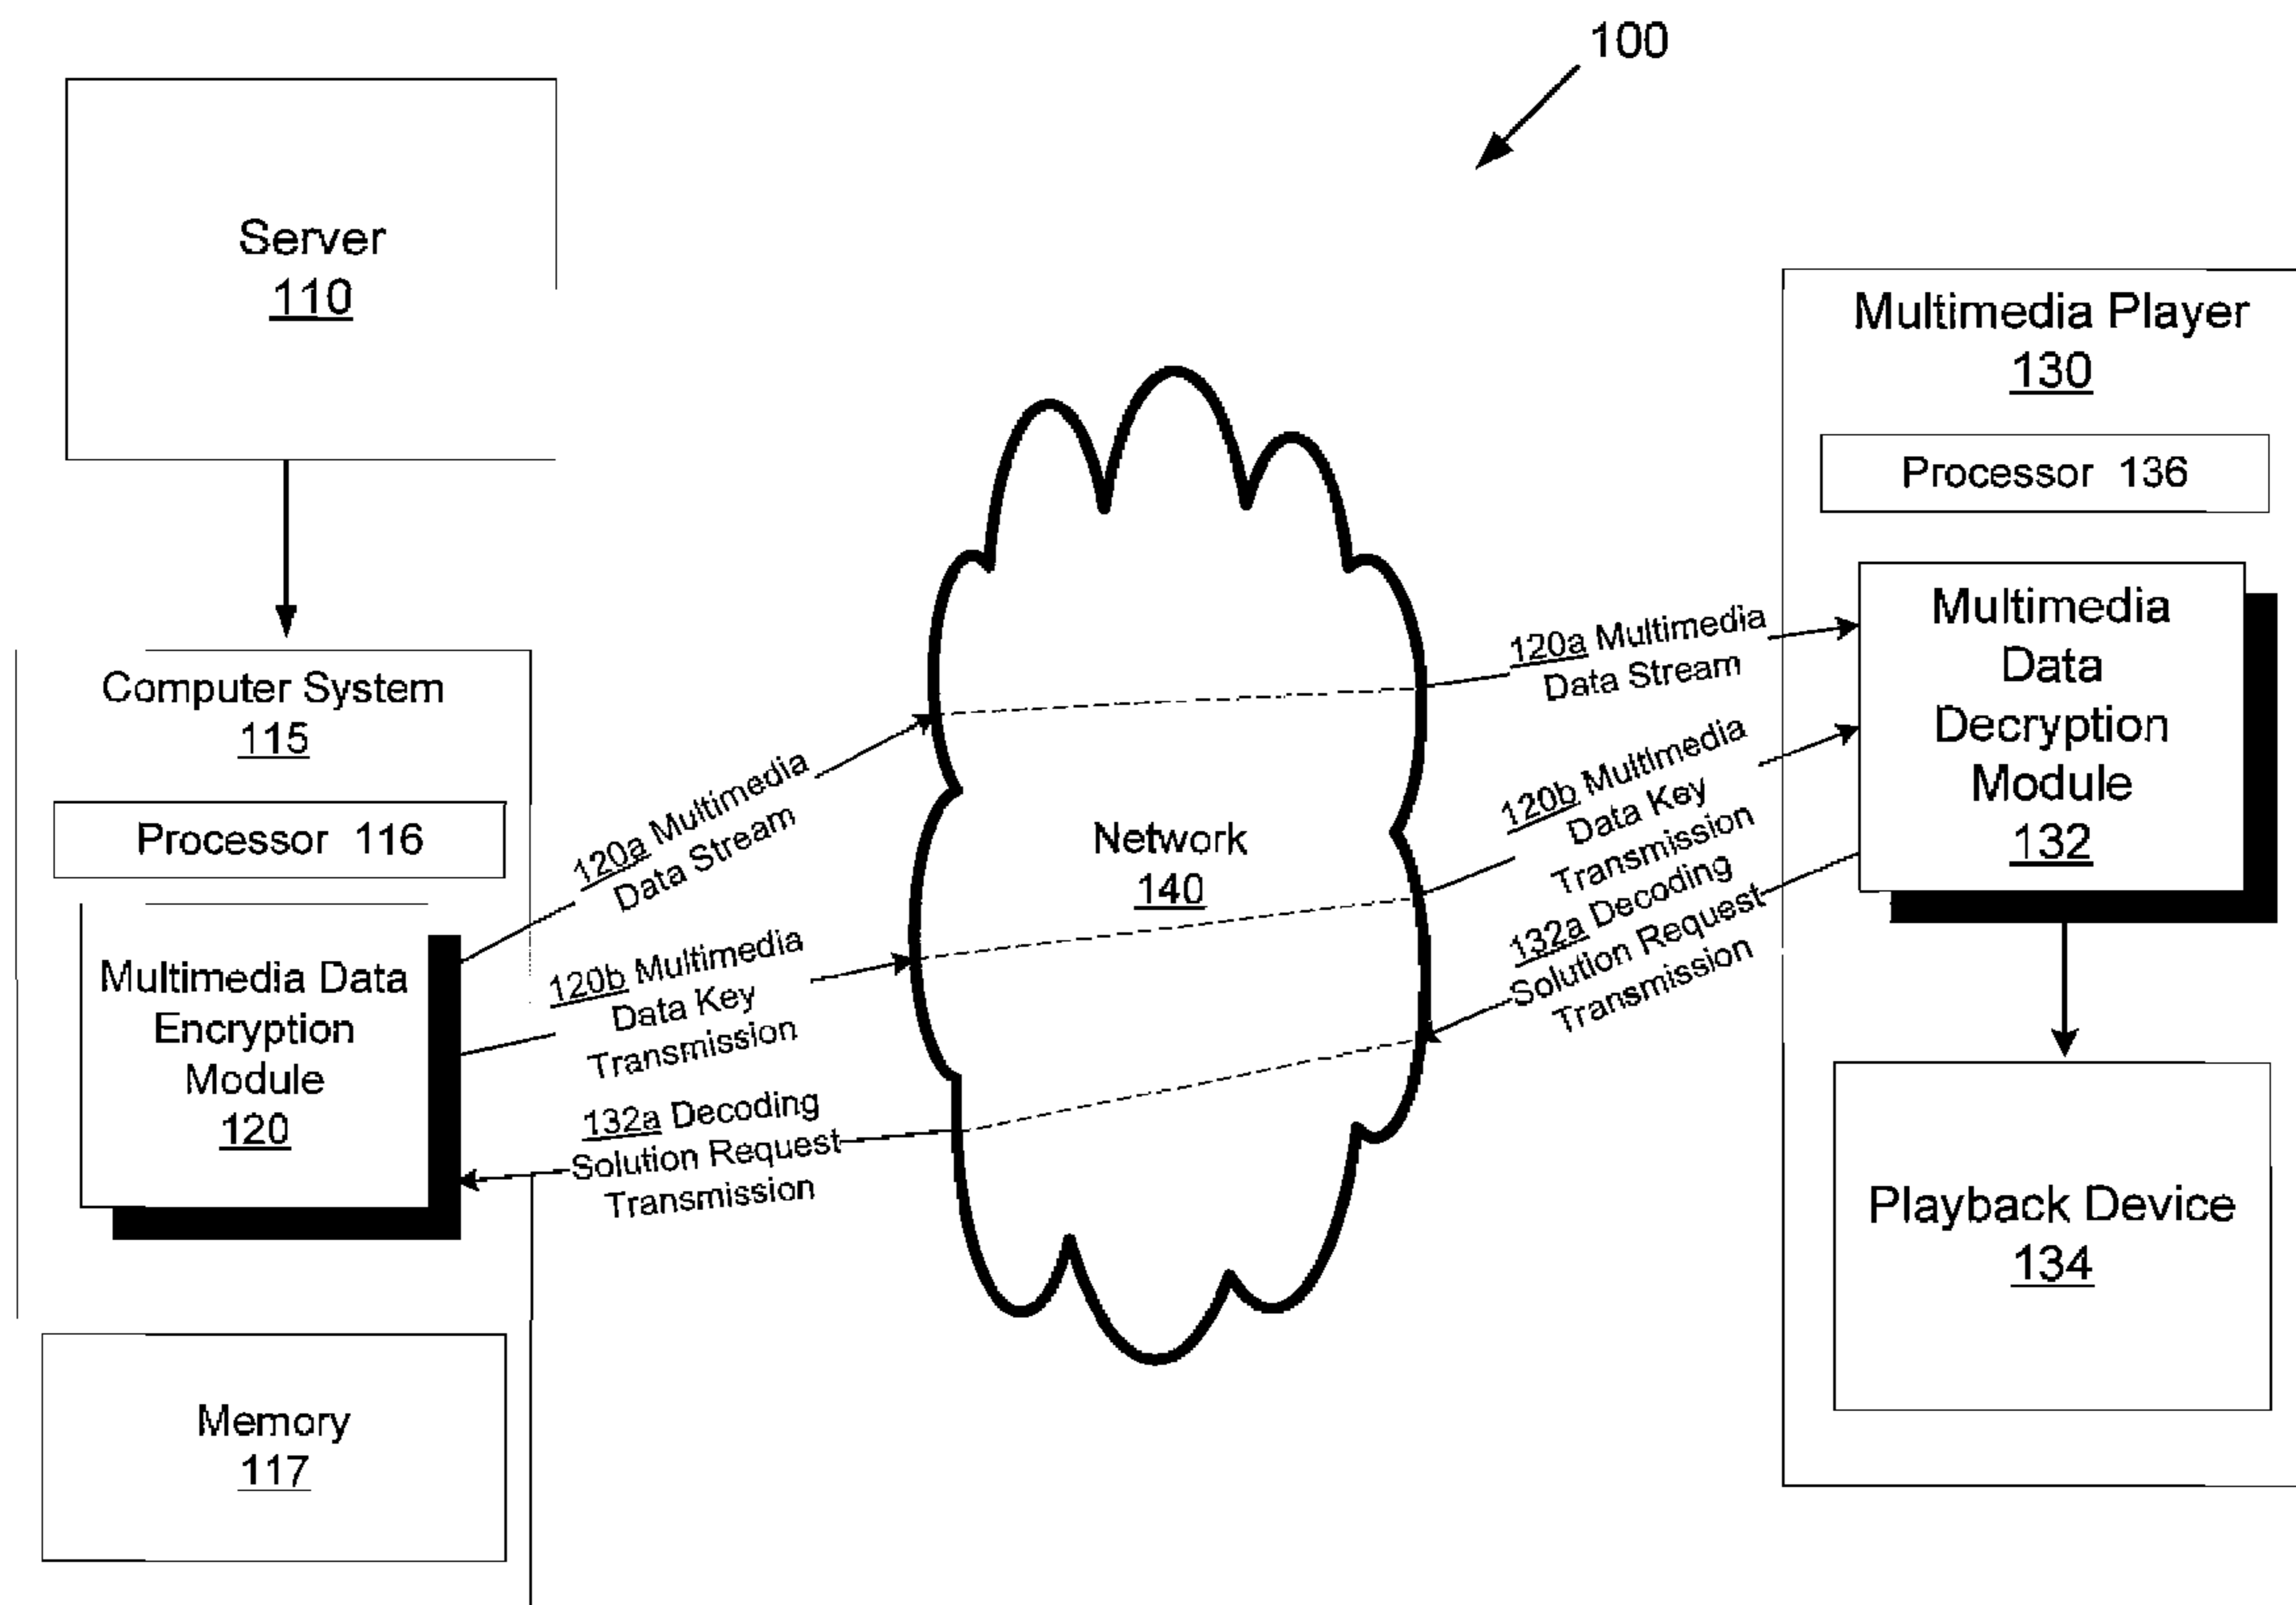 100
Server
110
Computer System
115
Processor 116
Multimedia Data
Encryption
Module
120
Memory
117
120a Multimedia
Data Stream
120b Multimedia
Data Key
Transmission
132a Decoding
Solution Request
Transmission
Network
140
120a Multimedia
Data Stream
120b Multimedia
Data Key
Transmission
132a Decoding
Solution Request
Transmission
Multimedia Player
130
Processor 136
Multimedia
Data
Decryption
Module
132
Playback Device
134